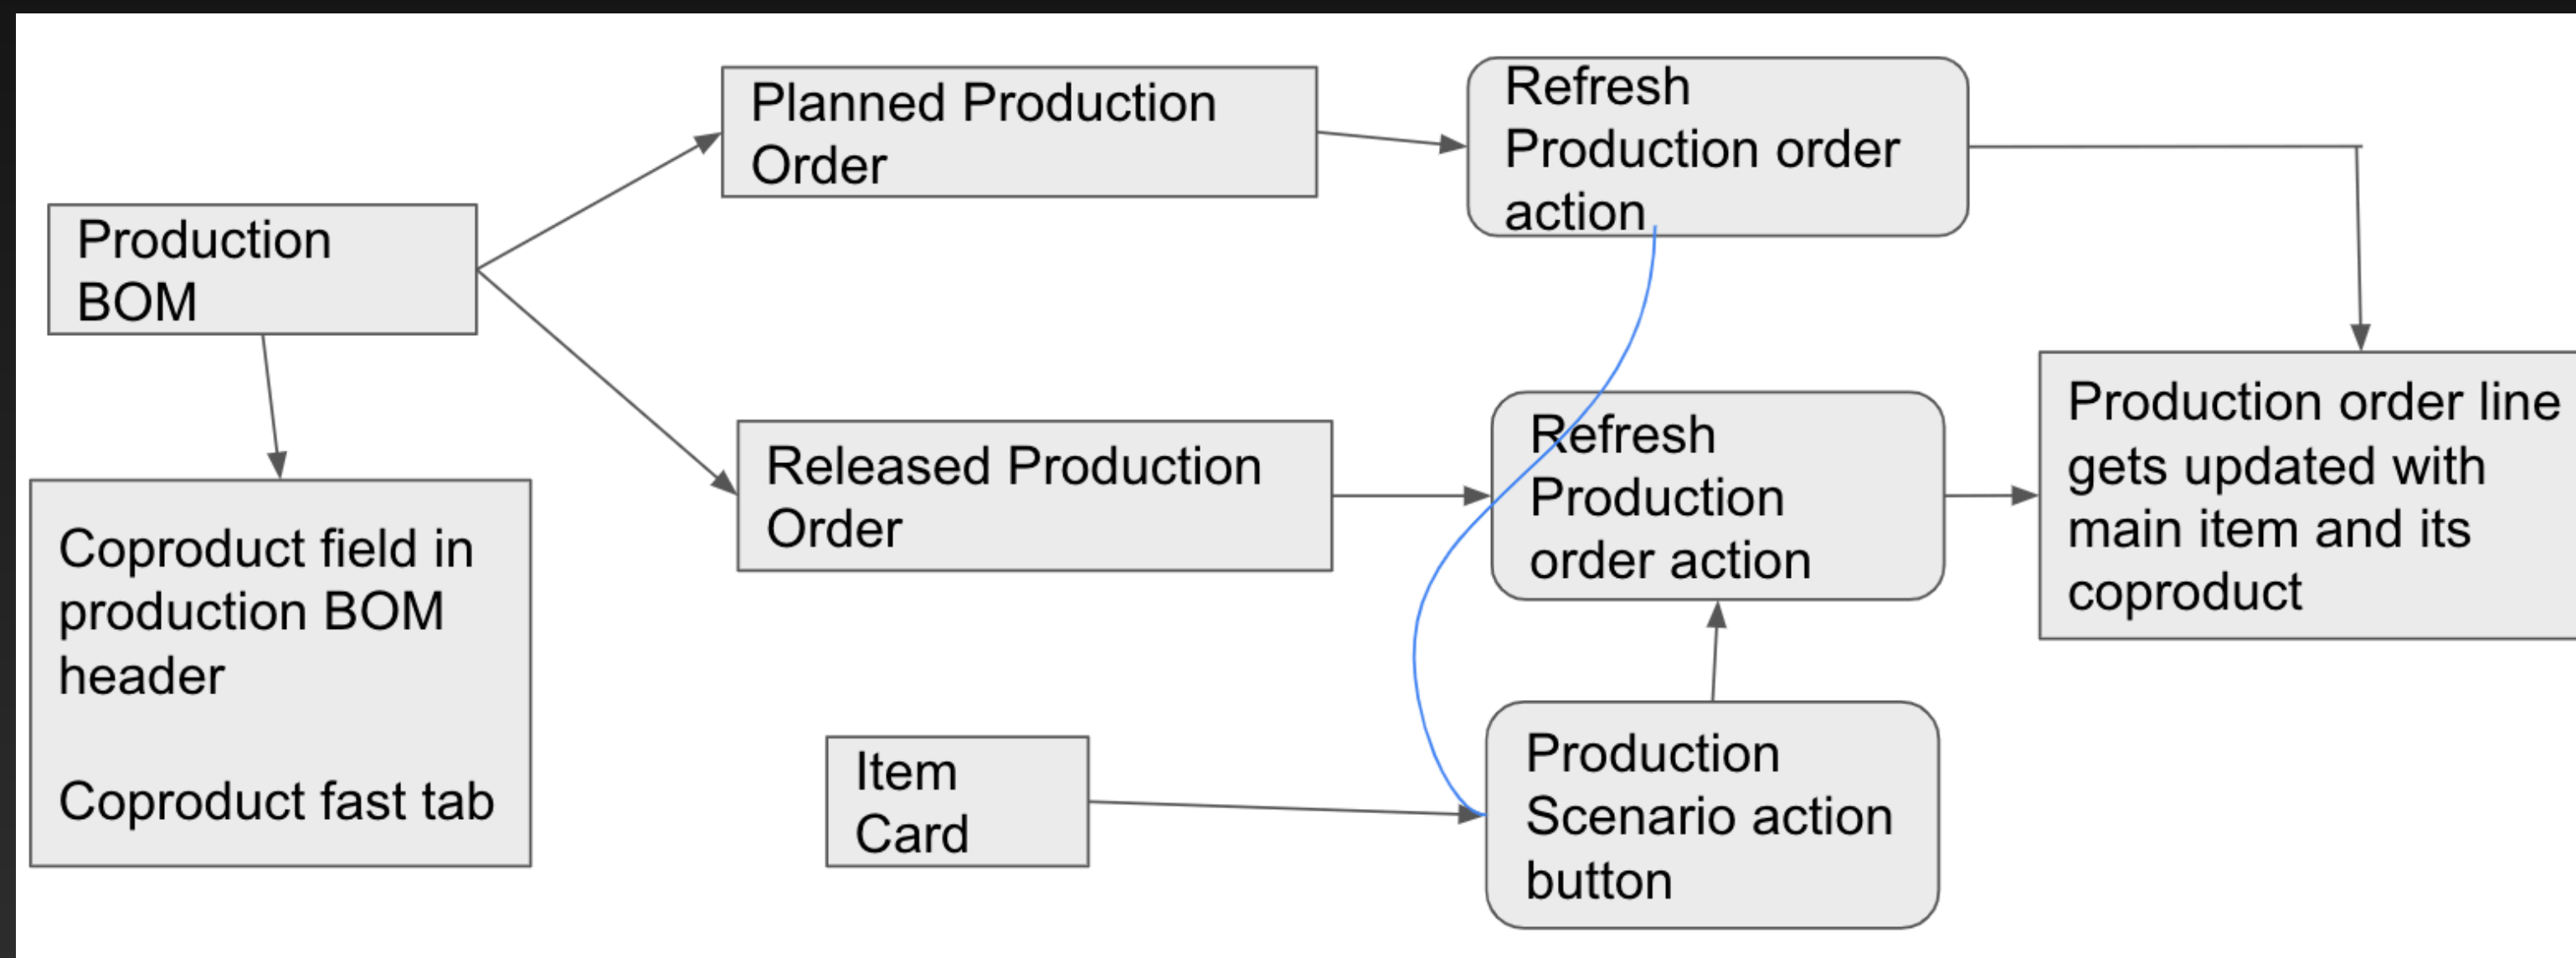 Production
BOM
Planned Production
Order
Refresh
Production order
action
Coproduct field in
production BOM
header
Coproduct fast tab
Released Production
Order
Refresh
Production
order action
Production order line
gets updated with
main item and its
coproduct
Item
Card
Production
Scenario action
button